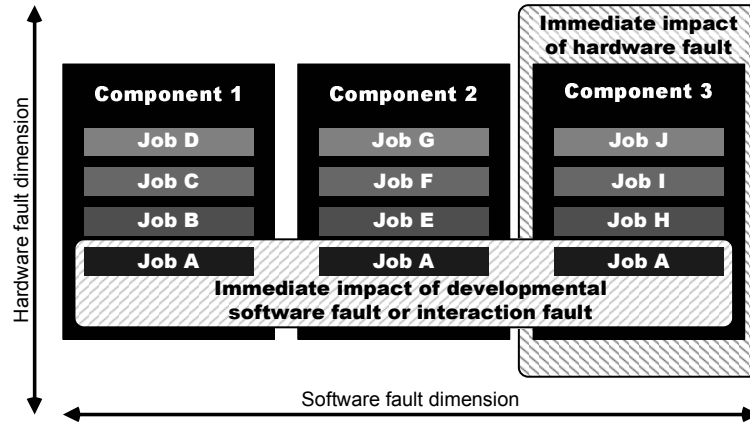 Immediate impact
of hardware fault
Component 1
Component 2
Component 3
Job D
Job G
Job J
Job C
Job F
Job I
Job B
Job E
Job H
Job A
Job A
Job A
Immediate impact of developmental
software fault or interaction fault
Hardware fault dimension
Software fault dimension